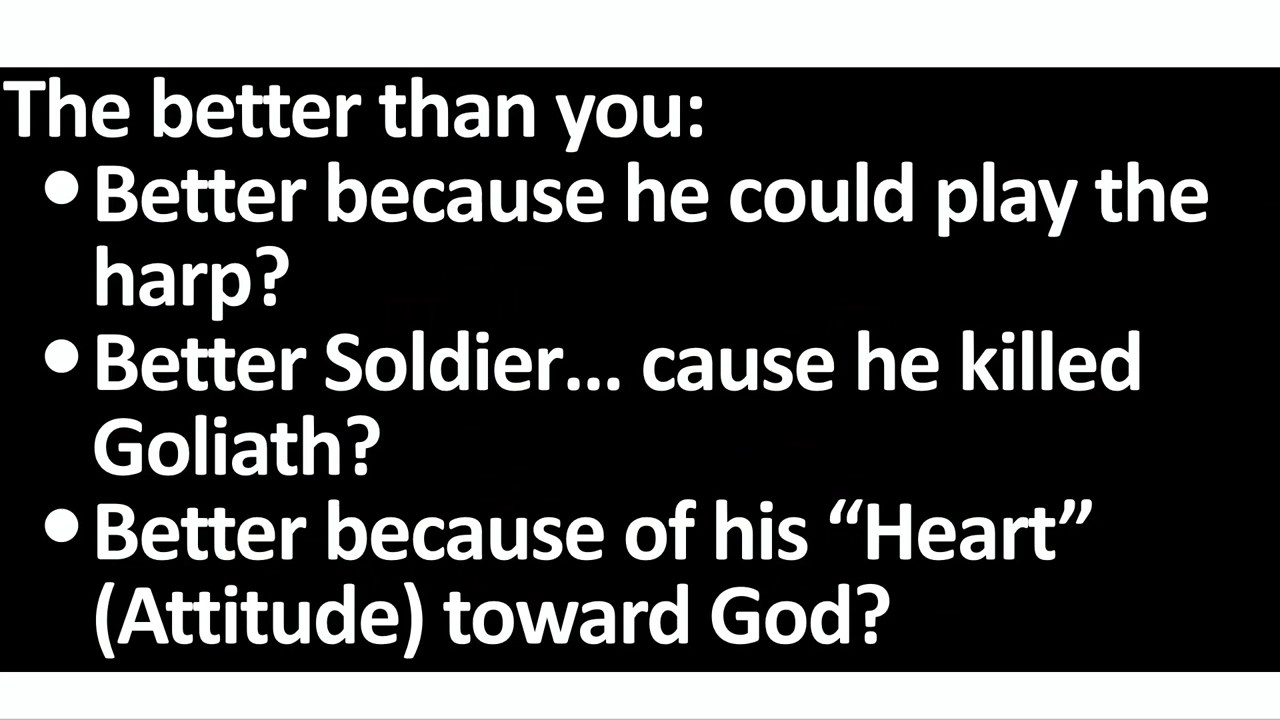 The better than you:
• Better because he could play the
harp?
• Better Soldier... cause he killed
Goliath?
• Better because of his “Heart”
(Attitude) toward God?